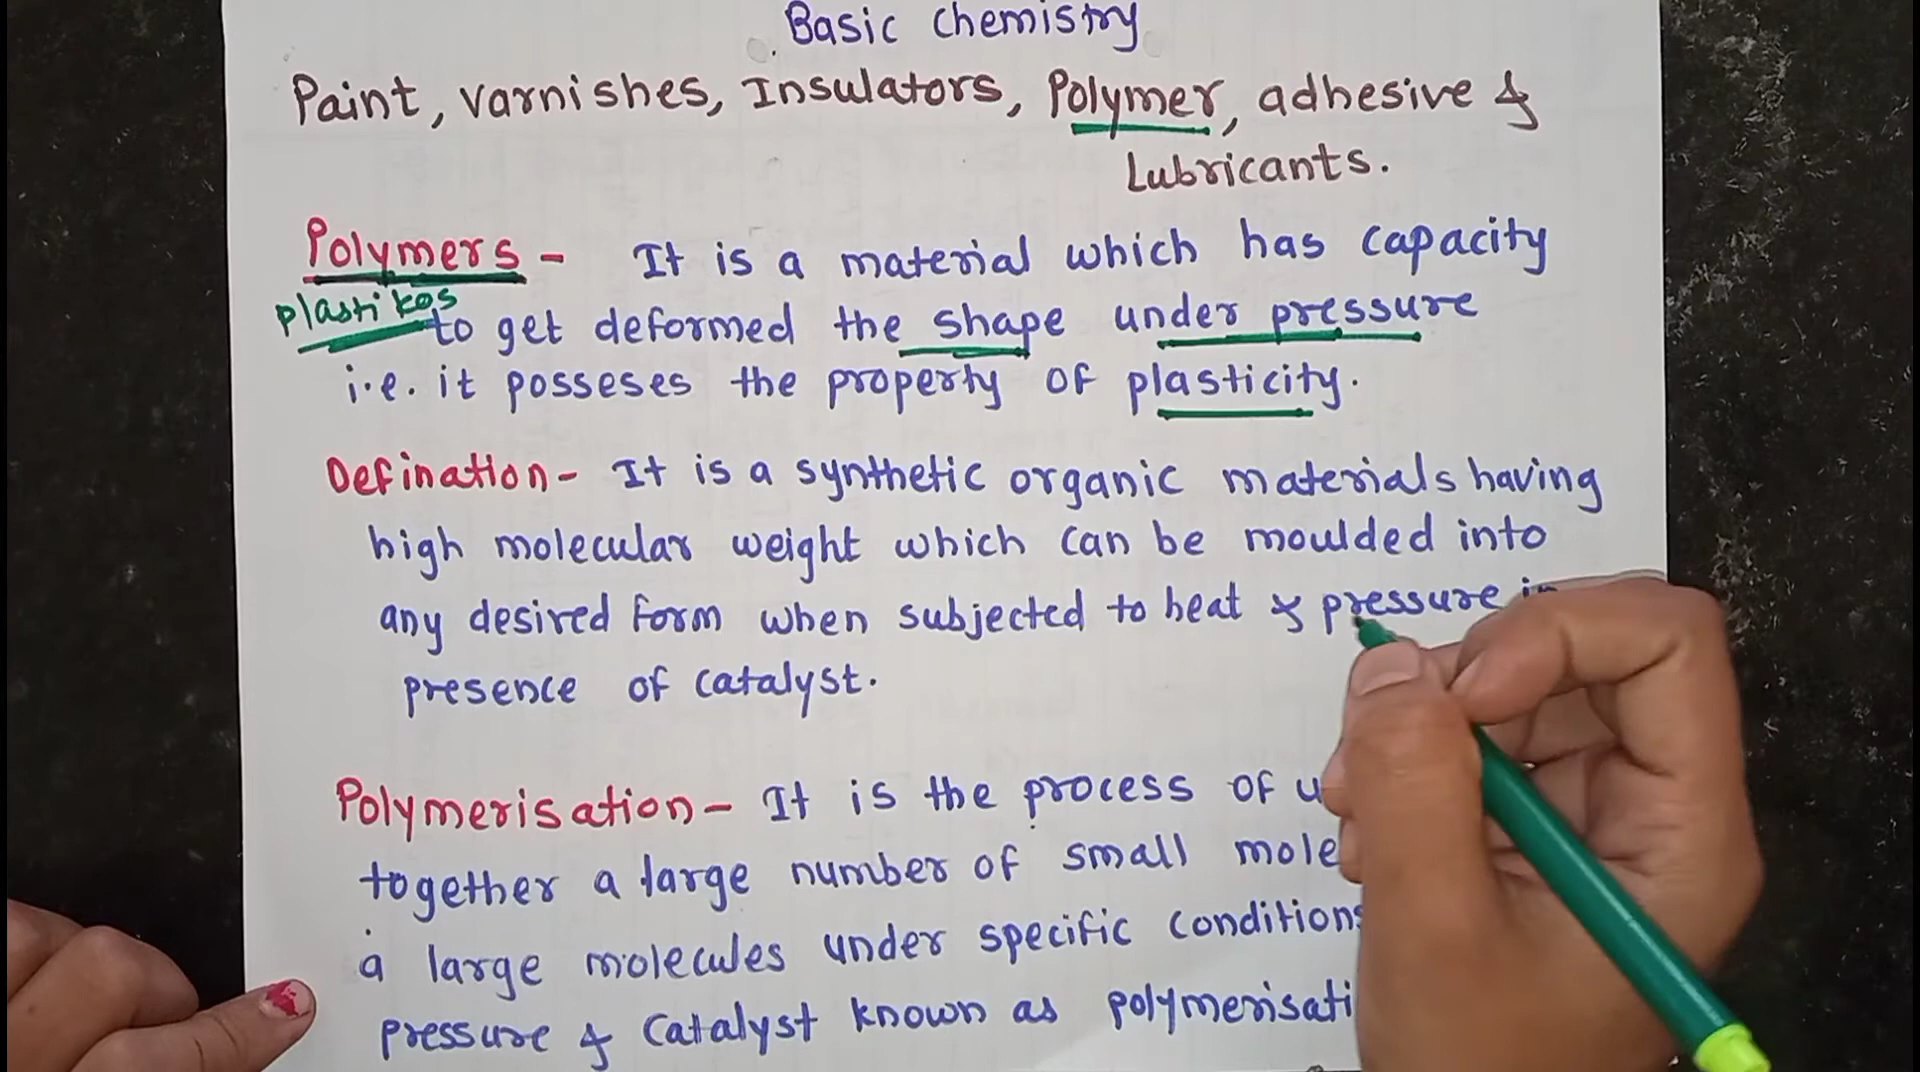 Basic Chemistry
Paint, varnishes, Insulators, Polymer, adhesive &
Lubricants.
Polymers - It is a material which has capacity
plastikos
to get deformed the shape under pressure
i.e. it posseses the property of plasticity.
Defination - It is a synthetic organic materials having
high molecular weight which can be moulded into
any desired form when subjected to heat & pressure in
presence of catalyst.
Polymerisation - It is the process of
together a large number of small
a large molecules under specific conditions
pressure & catalyst known as